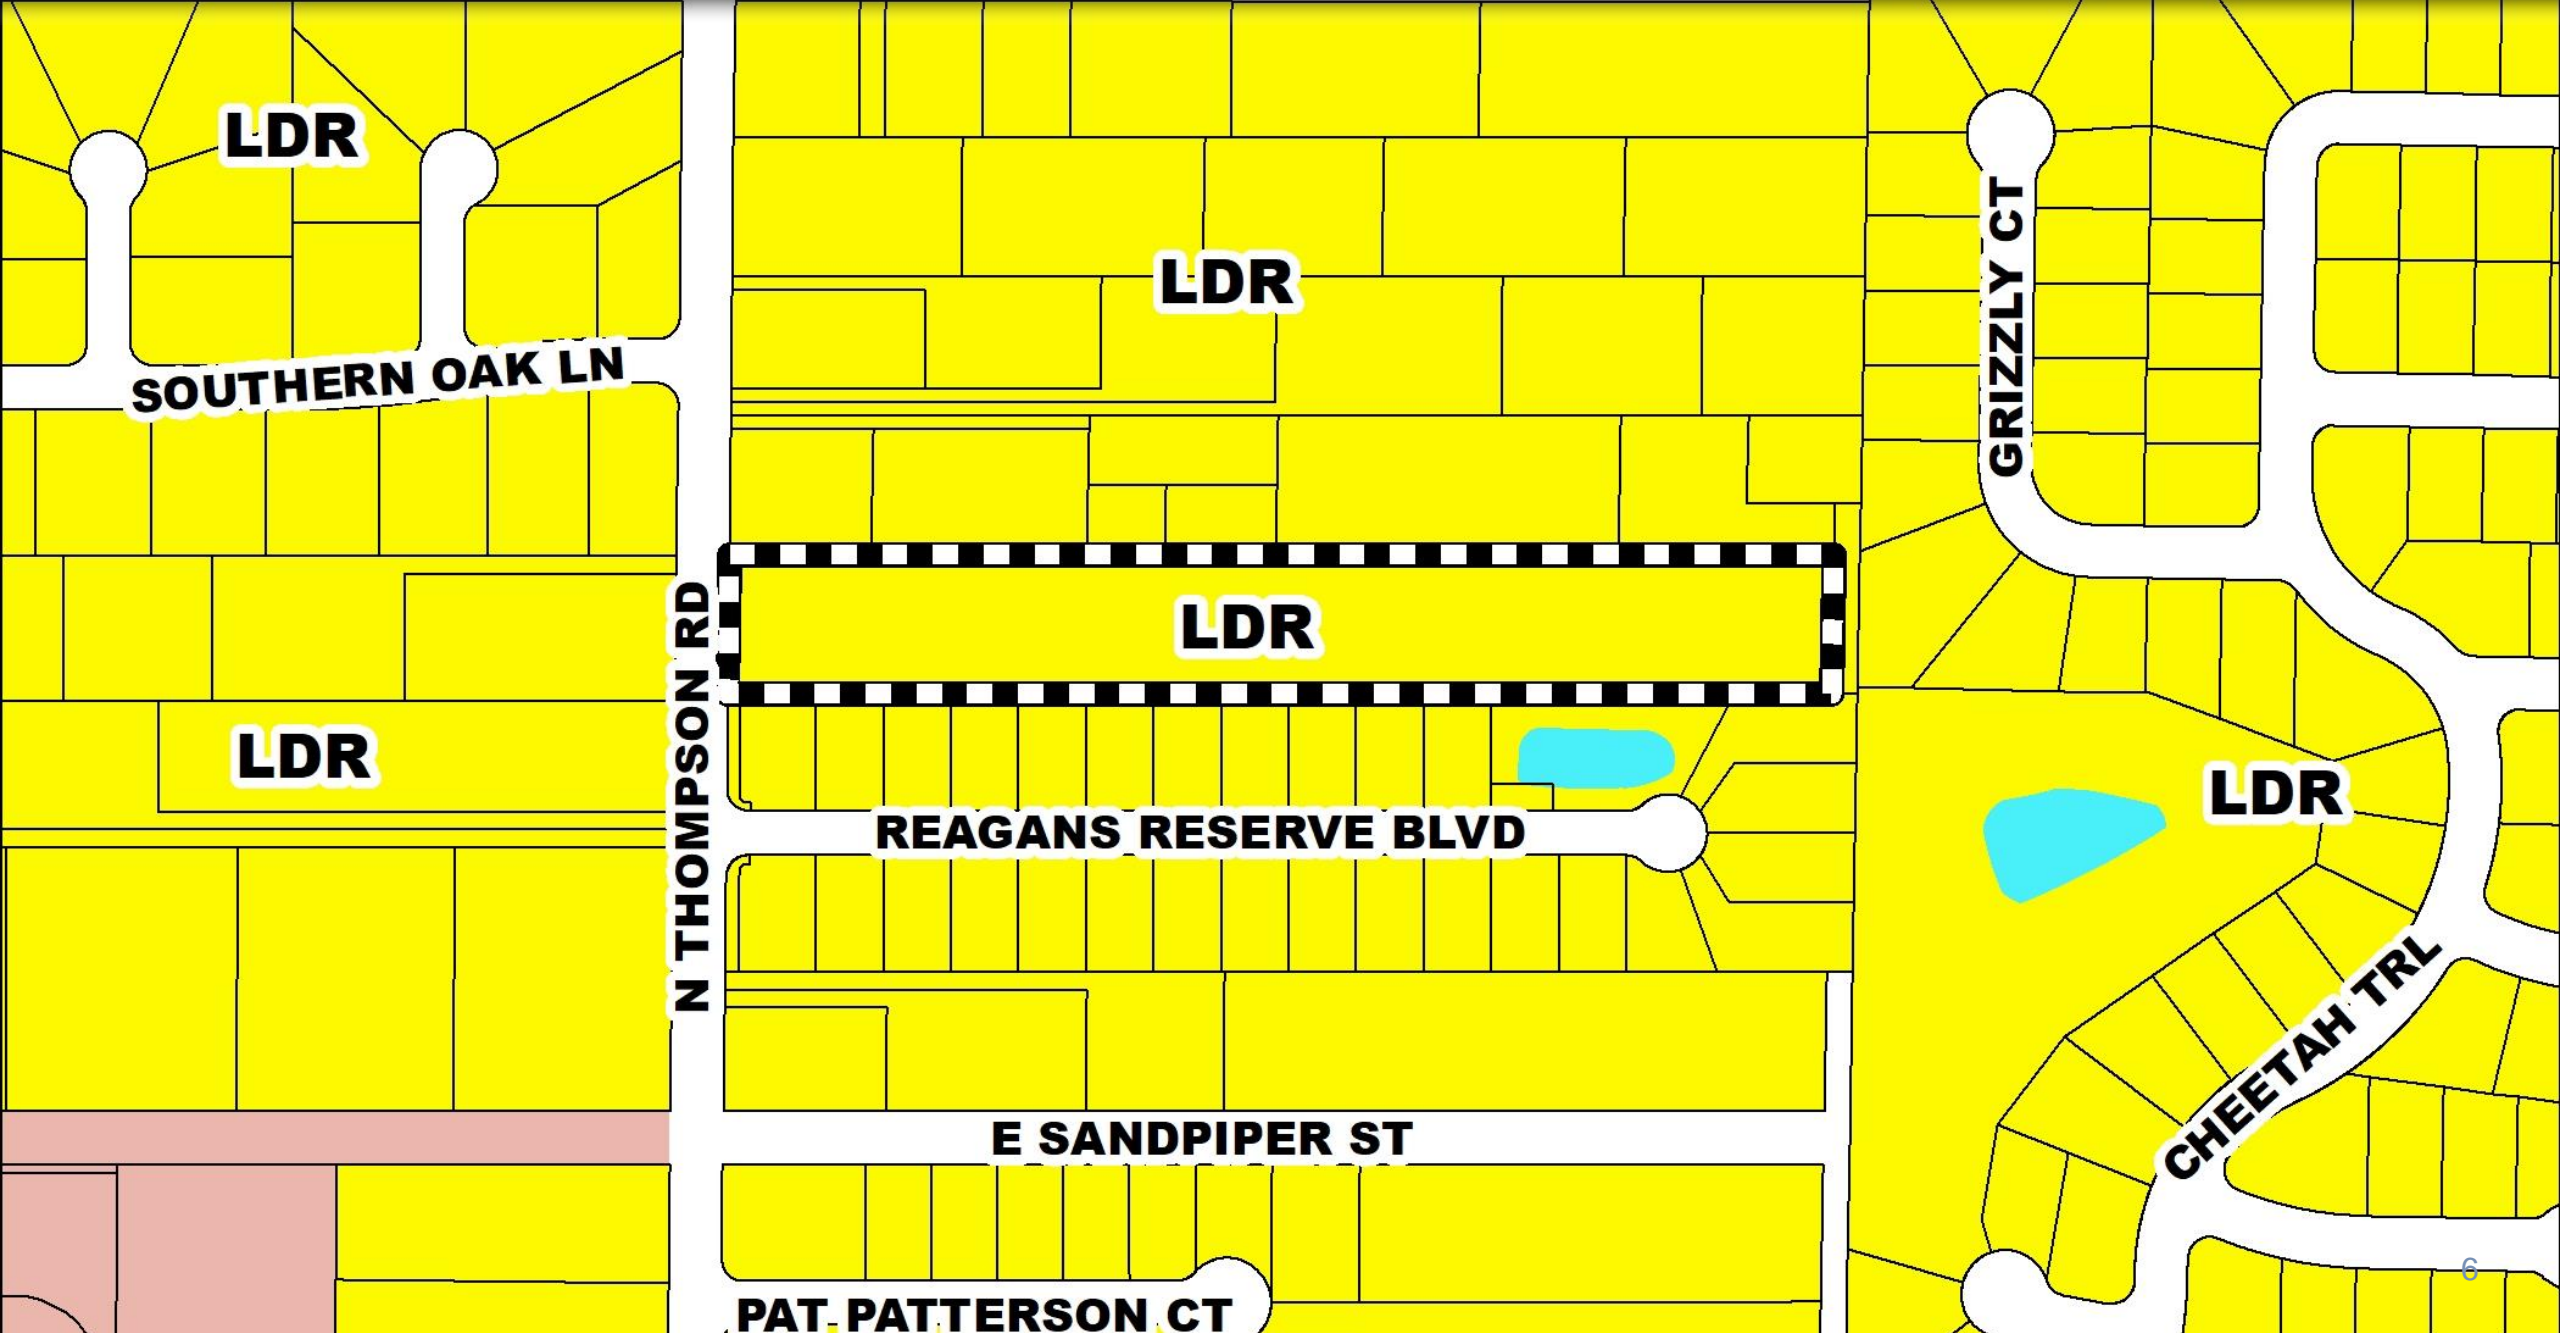 LDR
LDR
GRIZZLY CT
SOUTHERN OAK LN
LDR
N THOMPSON RD
LDR
LDR
REAGANS RESERVE BLVD
CHEETAH TRL
E SANDPIPER ST
6
PAT PATTERSON CT